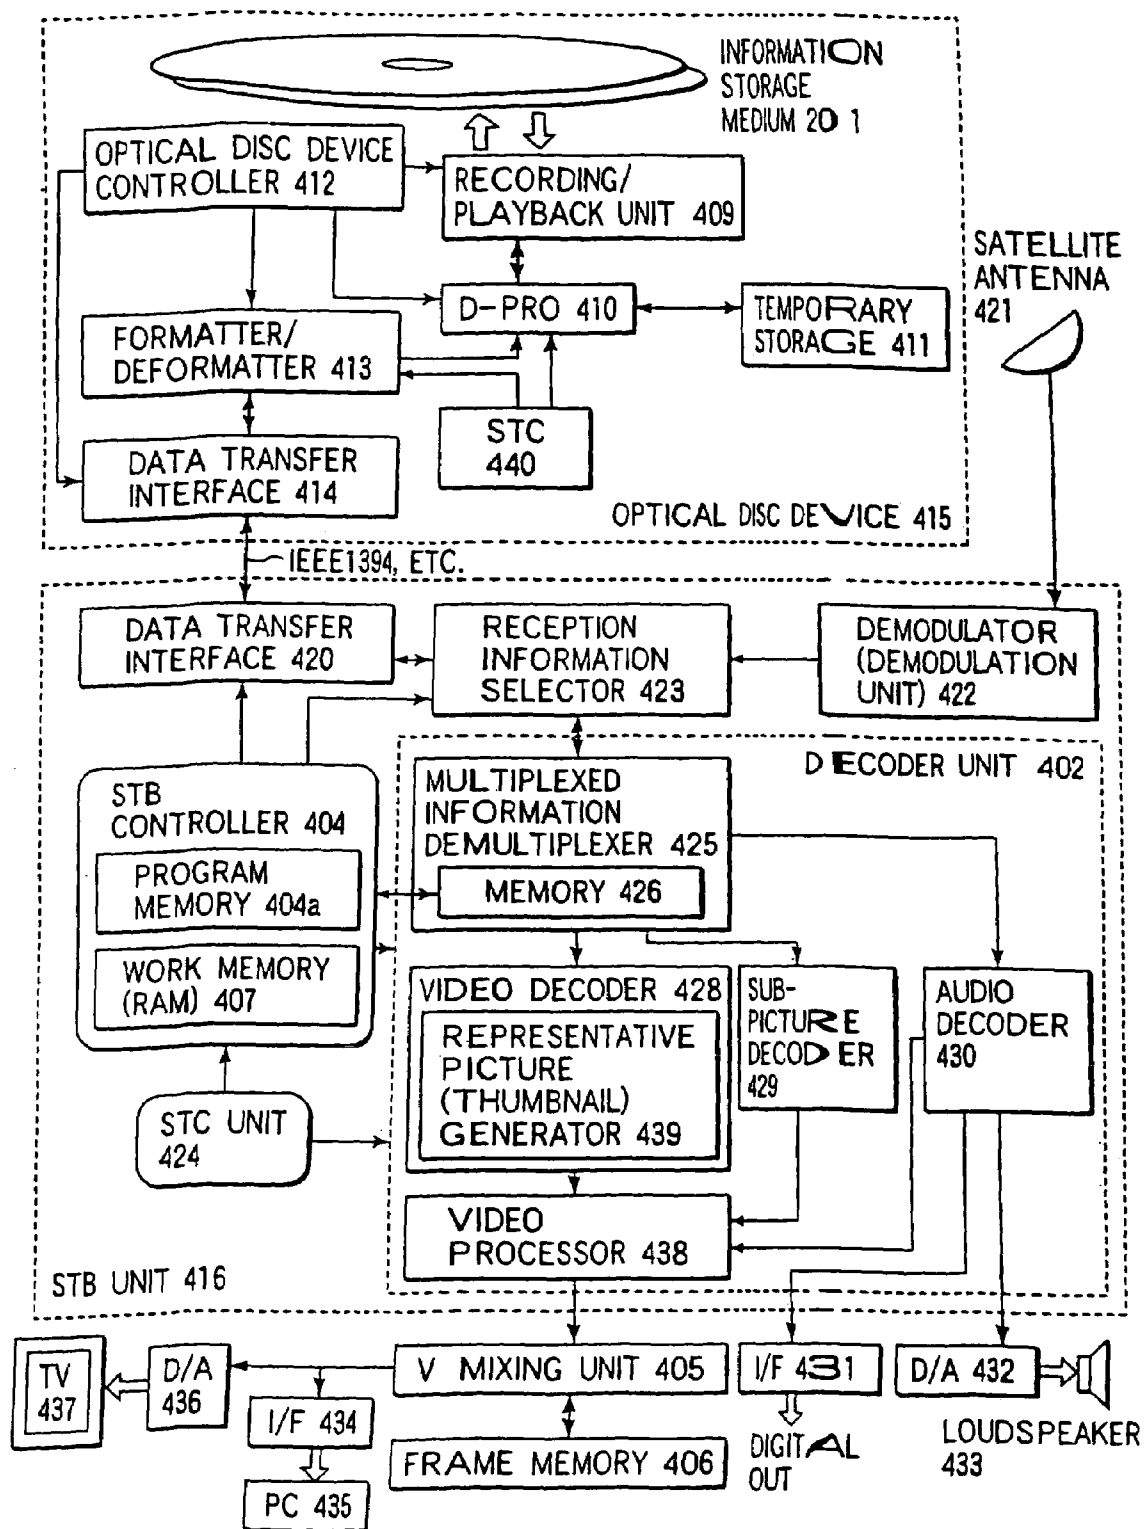 INFORMATION
STORAGE
MEDIUM 201
OPTICAL DISC DEVICE
CONTROLLER 412
RECORDING/
PLAYBACK UNIT 409
SATELLITE
ANTENNA
421
D-PRO 410
TEMPORARY
STORAGE 411
FORMATTER/
DEFORMATTER 413
STC
440
DATA TRANSFER
INTERFACE 414
OPTICAL DISC DEVICE 415
IEEE1394, ETC.
DATA TRANSFER
INTERFACE 420
RECEPTION
INFORMATION
SELECTOR 423
DEMODULATOR
(DEMODULATION
UNIT) 422
DECODER UNIT 402
STB
CONTROLLER 404
PROGRAM
MEMORY 404a
WORK MEMORY
(RAM) 407
MULTIPLEXED
INFORMATION
DEMULTIPLEXER 425
MEMORY 426
VIDEO DECODER 428
REPRESENTATIVE
PICTURE
(THUMBNAIL)
GENERATOR 439
SUB-
PICTURE
DECODER
429
AUDIO
DECODER
430
STC UNIT
424
VIDEO
PROCESSOR 438
STB UNIT 416
TV
437
D/A
436
V MIXING UNIT 405
I/F 431
D/A 432
I/F 434
FRAME MEMORY 406
DIGITAL
OUT
LOUDSPEAKER
433
PC 435